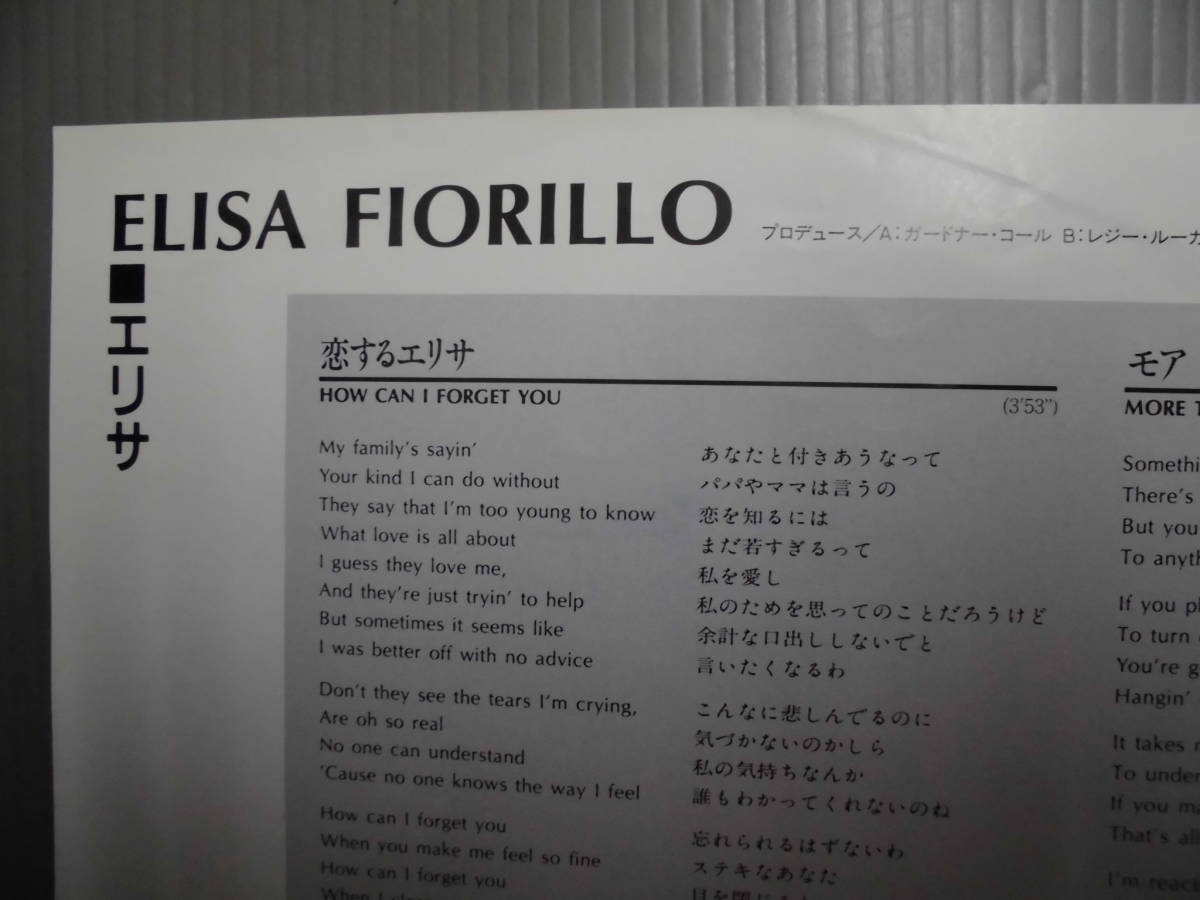 ELISA FIORILLO
プロデュース／A：ガードナー・コール B：レジー・ルーカ
■エリサ
恋するエリサ
HOW CAN I FORGET YOU
(3'53")
My family's sayin'
Your kind I can do without
They say that I'm too young to know
What love is all about
I guess they love me,
And they're just tryin' to help
But sometimes it seems like
I was better off with no advice
Don't they see the tears I'm crying,
Are oh so real
No one can understand
'Cause no one knows the way I feel
How can I forget you
When you make me feel so fine
How can I forget you
あなたと付きあうなって
パパやママは言うの
恋を知るには
まだ若すぎるって
私を愛し
私のためを思ってのことだろうけど
余計な口出ししないでと
言いたくなるわ
こんなに悲しんでるのに
気づかないのかしら
私の気持ちなんか
誰もわかってくれないのね
忘れられるはずないわ
ステキなあなた
モア
MORE
Somethi
There's
But you
To anyth
If you pl
To turn
You're g
Hangin'
It takes
To under
If you ma
That's all
I'm react